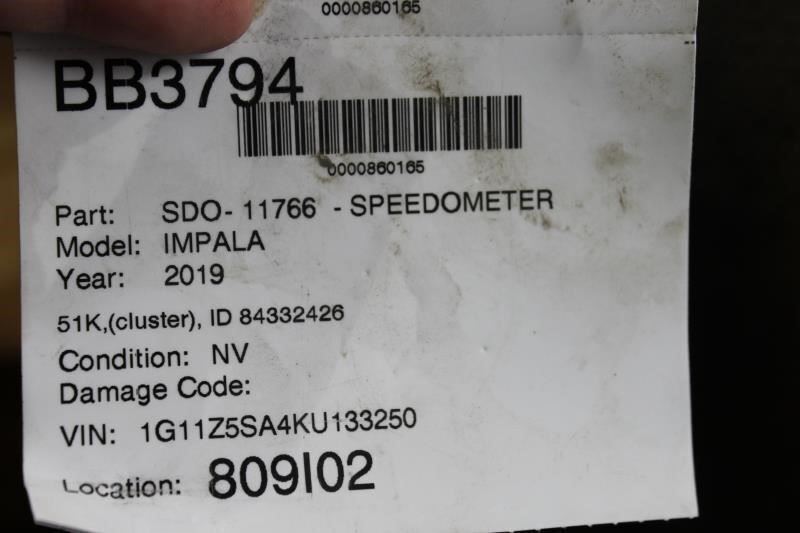 0000860165
BB3794
0000860165
Part: SDO- 11766 - SPEEDOMETER
Model: IMPALA
Year: 2019
51K,(cluster), ID 84332426
Condition: NV
Damage Code:
VIN: 1G11Z5SA4KU133250
Location: 809I02